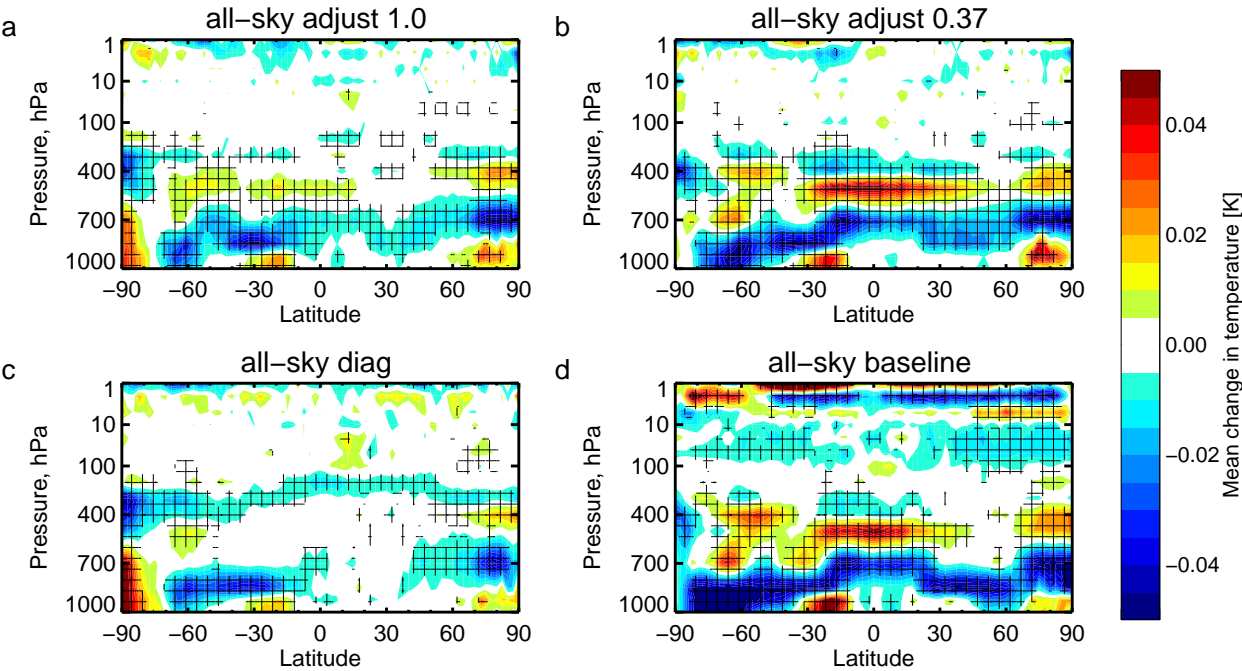 a
all−sky adjust 1.0
Pressure, hPa
1
10
100
400
700
1000
−90 −60 −30 0 30 60 90
Latitude
b
all−sky adjust 0.37
Pressure, hPa
1
10
100
400
700
1000
−90 −60 −30 0 30 60 90
Latitude
c
all−sky diag
Pressure, hPa
1
10
100
400
700
1000
−90 −60 −30 0 30 60 90
Latitude
d
all−sky baseline
Pressure, hPa
1
10
100
400
700
1000
−90 −60 −30 0 30 60 90
Latitude
0.04
0.02
0.00
−0.02
−0.04
Mean change in temperature [K]